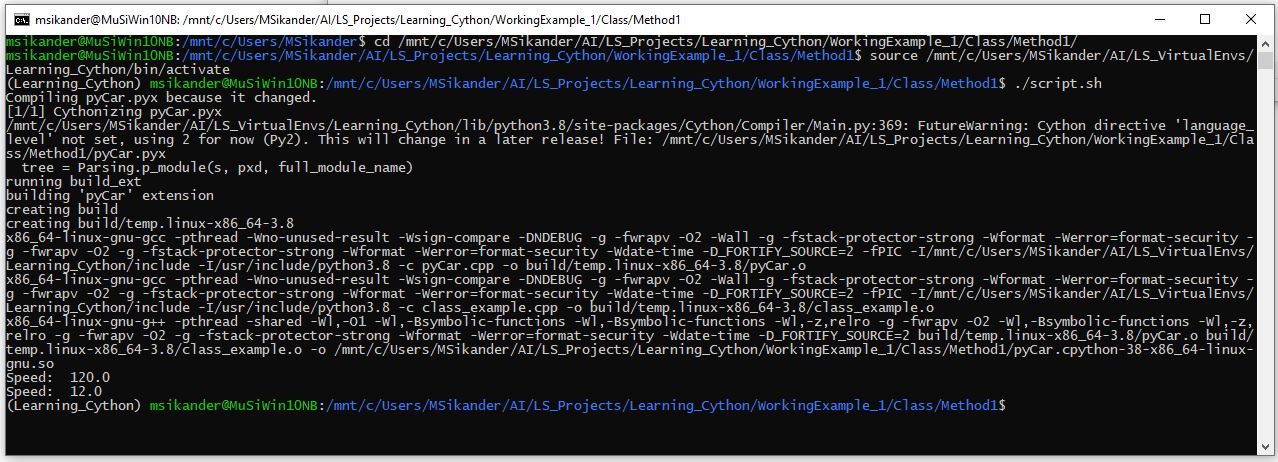 msikander@MuSiWin10NB: /mnt/c/Users/MSikander/AI/LS_Projects/Learning_Cython/WorkingExample_1/Class/Method1
msikander@MuSiWin10NB:/mnt/c/Users/MSikander$ cd /mnt/c/Users/MSikander/AI/LS_Projects/Learning_Cython/WorkingExample_1/Class/Method1/
msikander@MuSiWin10NB:/mnt/c/Users/MSikander/AI/LS_Projects/Learning_Cython/WorkingExample_1/Class/Method1$ source /mnt/c/Users/MSikander/AI/LS_VirtualEnvs/
Learning_Cython/bin/activate
(Learning_Cython) msikander@MuSiWin10NB:/mnt/c/Users/MSikander/AI/LS_Projects/Learning_Cython/WorkingExample_1/Class/Method1$ ./script.sh
Compiling pyCar.pyx because it changed.
[1/1] Cythonizing pyCar.pyx
/mnt/c/Users/MSikander/AI/LS_VirtualEnvs/Learning_Cython/lib/python3.8/site-packages/Cython/Compiler/Main.py:369: FutureWarning: Cython directive 'language_
level' not set, using 2 for now (Py2). This will change in a later release! File: /mnt/c/Users/MSikander/AI/LS_Projects/Learning_Cython/WorkingExample_1/Cla
ss/Method1/pyCar.pyx
  tree = Parsing.p_module(s, pxd, full_module_name)
running build_ext
building 'pyCar' extension
creating build
creating build/temp.linux-x86_64-3.8
x86_64-linux-gnu-gcc -pthread -Wno-unused-result -Wsign-compare -DNDEBUG -g -fwrapv -O2 -Wall -g -fstack-protector-strong -Wformat -Werror=format-security -
g -fwrapv -O2 -g -fstack-protector-strong -Wformat -Werror=format-security -Wdate-time -D_FORTIFY_SOURCE=2 -fPIC -I/mnt/c/Users/MSikander/AI/LS_VirtualEnvs/
Learning_Cython/include -I/usr/include/python3.8 -c pyCar.cpp -o build/temp.linux-x86_64-3.8/pyCar.o
x86_64-linux-gnu-gcc -pthread -Wno-unused-result -Wsign-compare -DNDEBUG -g -fwrapv -O2 -Wall -g -fstack-protector-strong -Wformat -Werror=format-security -
g -fwrapv -O2 -g -fstack-protector-strong -Wformat -Werror=format-security -Wdate-time -D_FORTIFY_SOURCE=2 -fPIC -I/mnt/c/Users/MSikander/AI/LS_VirtualEnvs/
Learning_Cython/include -I/usr/include/python3.8 -c class_example.cpp -o build/temp.linux-x86_64-3.8/class_example.o
x86_64-linux-gnu-g++ -pthread -shared -Wl,-O1 -Wl,-Bsymbolic-functions -Wl,-Bsymbolic-functions -Wl,-z,relro -g -fwrapv -O2 -Wl,-Bsymbolic-functions -Wl,-z,
relro -g -fwrapv -O2 -g -fstack-protector-strong -Wformat -Werror=format-security -Wdate-time -D_FORTIFY_SOURCE=2 build/temp.linux-x86_64-3.8/pyCar.o build/
temp.linux-x86_64-3.8/class_example.o -o /mnt/c/Users/MSikander/AI/LS_Projects/Learning_Cython/WorkingExample_1/Class/Method1/pyCar.cpython-38-x86_64-linux-
gnu.so
Speed:  120.0
Speed:  12.0
(Learning_Cython) msikander@MuSiWin10NB:/mnt/c/Users/MSikander/AI/LS_Projects/Learning_Cython/WorkingExample_1/Class/Method1$